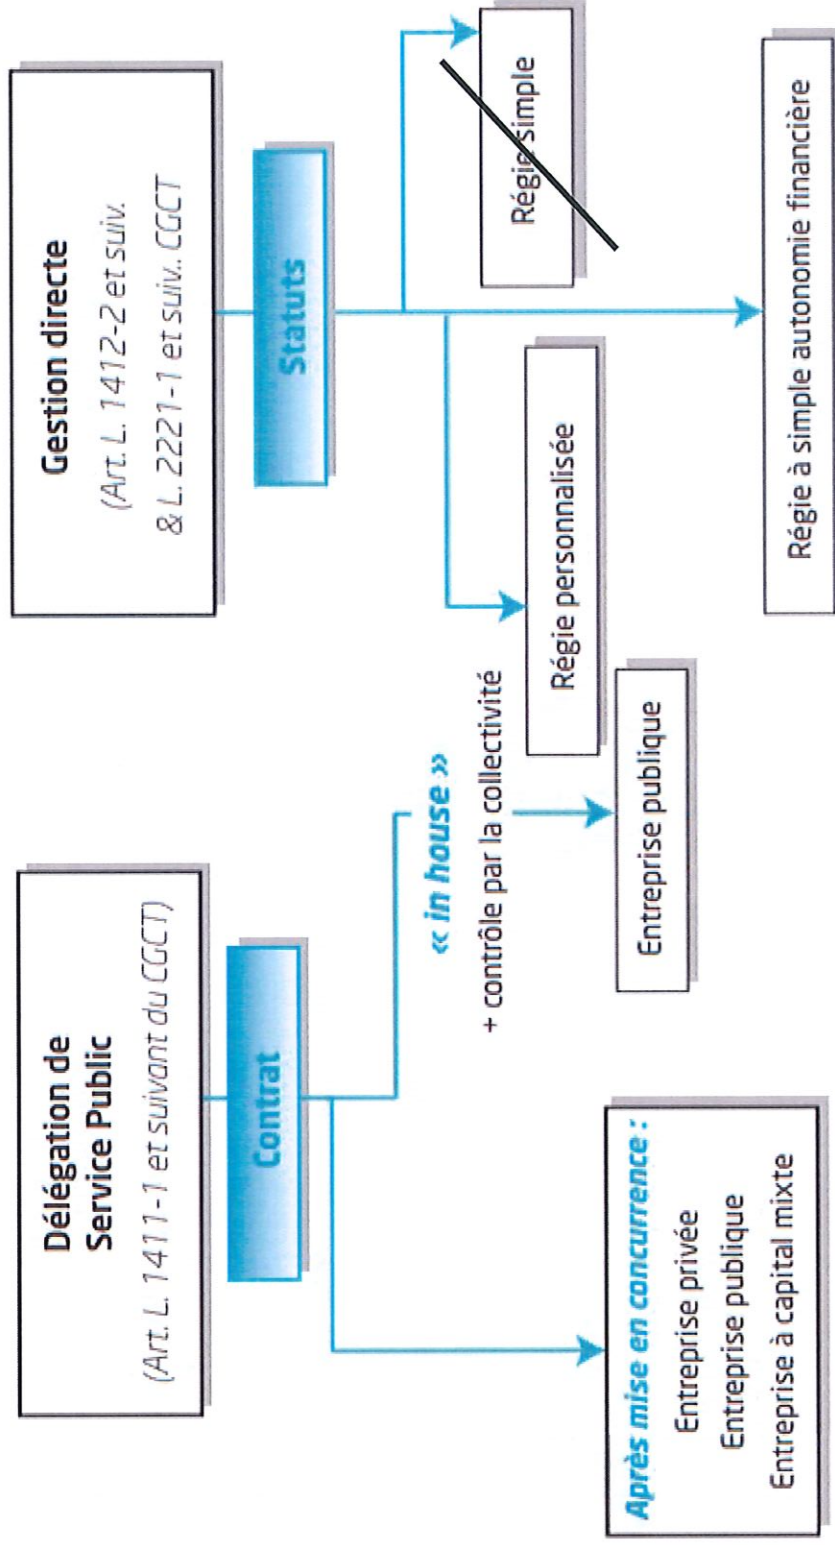 Délégation de
Service Public
(Art. L. 1411-1 et suivant du CGCT)
Contrat
Après mise en concurrence :
Entreprise privée
Entreprise publique
Entreprise à capital mixte
« in house »
+ contrôle par la collectivité
Entreprise publique
Gestion directe
(Art. L. 1412-2 et suiv.
& L. 2221-1 et suiv.. CGCT
Statuts
Régie personnalisée
Régie simple
Régie à simple autonomie financière